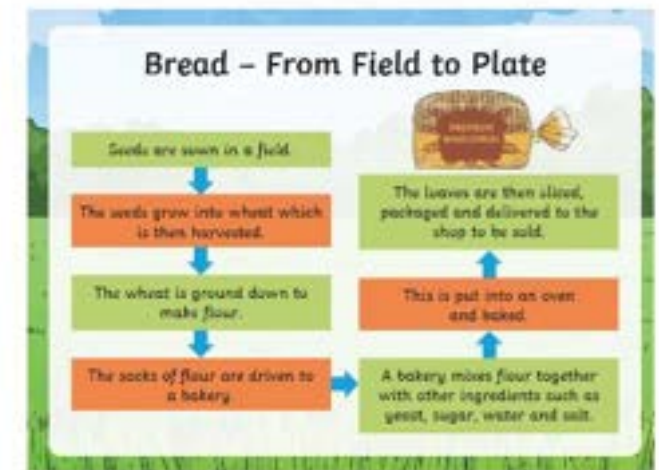 Bread – From Field to Plate
Seeds are sown in a field.
The seeds grow into wheat which
is then harvested.
The wheat is ground down to
make flour.
The sacks of flour are driven to
a bakery.
A bakery mixes flour together
with other ingredients such as
yeast, sugar, water and salt.
This is put into an oven
and baked.
The loaves are then sliced,
packaged and delivered to the
shop to be sold.